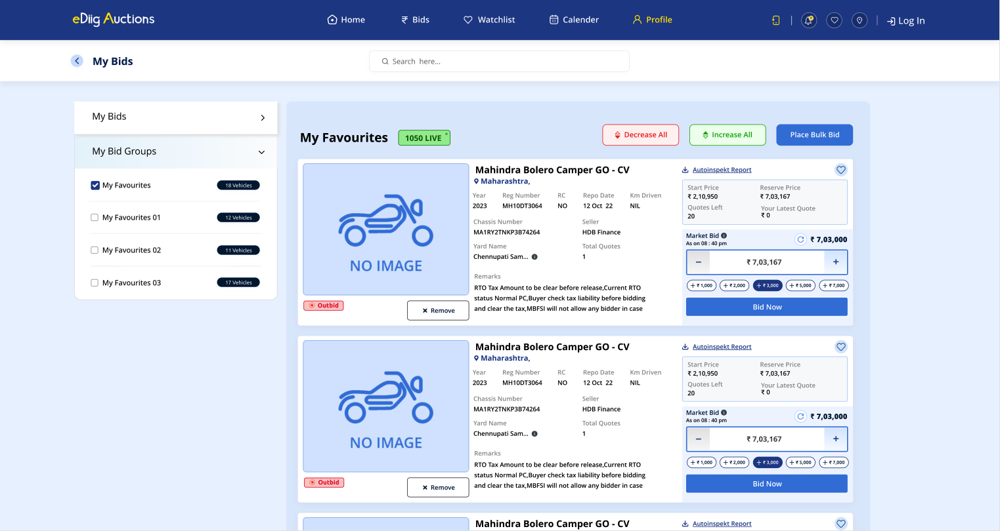 eDiig Auctions
Home
Bids
Watchlist
Calender
Profile
Log In
My Bids
Search here...
My Bids
My Bid Groups
My Favourites
18 Vehicles
My Favourites 01
12 Vehicles
My Favourites 02
11 Vehicles
My Favourites 03
17 Vehicles
My Favourites
1050 LIVE
Decrease All
Increase All
Place Bulk Bid
NO IMAGE
Outbid
Remove
Mahindra Bolero Camper GO - CV
Maharashtra,
Year Reg Number RC Repo Date Km Driven
2023 MH10DT3064 NO 12 Oct 22 NIL
Chassis Number Seller
MA1RY2TNKP3B74264 HDB Finance
Yard Name Total Quotes
Chennupati Sam... 1
Remarks
RTO Tax Amount to be clear before release,Current RTO
status Normal PC,Buyer check tax liability before bidding
and clear the tax,MBFSI will not allow any bidder in case
Autoinspekt Report
Start Price Reserve Price
₹ 2,10,950 ₹ 7,03,167
Quotes Left Your Latest Quote
20 ₹ 0
Market Bid
As on 08 : 40 pm
₹ 7,03,000
− ₹ 7,03,167 +
+ ₹ 1,000 + ₹ 2,000 + ₹ 3,000 + ₹ 5,000 + ₹ 7,000
Bid Now
NO IMAGE
Outbid
Remove
Mahindra Bolero Camper GO - CV
Maharashtra,
Year Reg Number RC Repo Date Km Driven
2023 MH10DT3064 NO 12 Oct 22 NIL
Chassis Number Seller
MA1RY2TNKP3B74264 HDB Finance
Yard Name Total Quotes
Chennupati Sam... 1
Remarks
RTO Tax Amount to be clear before release,Current RTO
status Normal PC,Buyer check tax liability before bidding
and clear the tax,MBFSI will not allow any bidder in case
Autoinspekt Report
Start Price Reserve Price
₹ 2,10,950 ₹ 7,03,167
Quotes Left Your Latest Quote
20 ₹ 0
Market Bid
As on 08 : 40 pm
₹ 7,03,000
− ₹ 7,03,167 +
+ ₹ 1,000 + ₹ 2,000 + ₹ 3,000 + ₹ 5,000 + ₹ 7,000
Bid Now
Mahindra Bolero Camper GO - CV
Autoinspekt Report